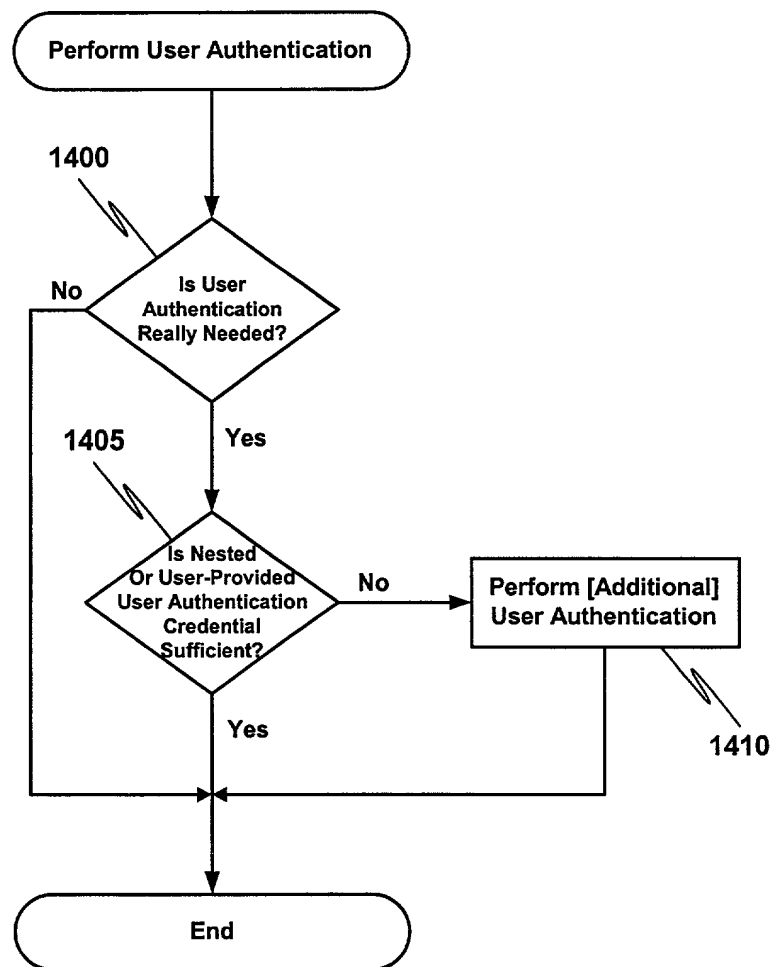 Perform User Authentication
1400
Is User
Authentication
Really Needed?
No
Yes
1405
Is Nested
Or User-Provided
User Authentication
Credential
Sufficient?
No
Perform [Additional]
User Authentication
Yes
1410
End